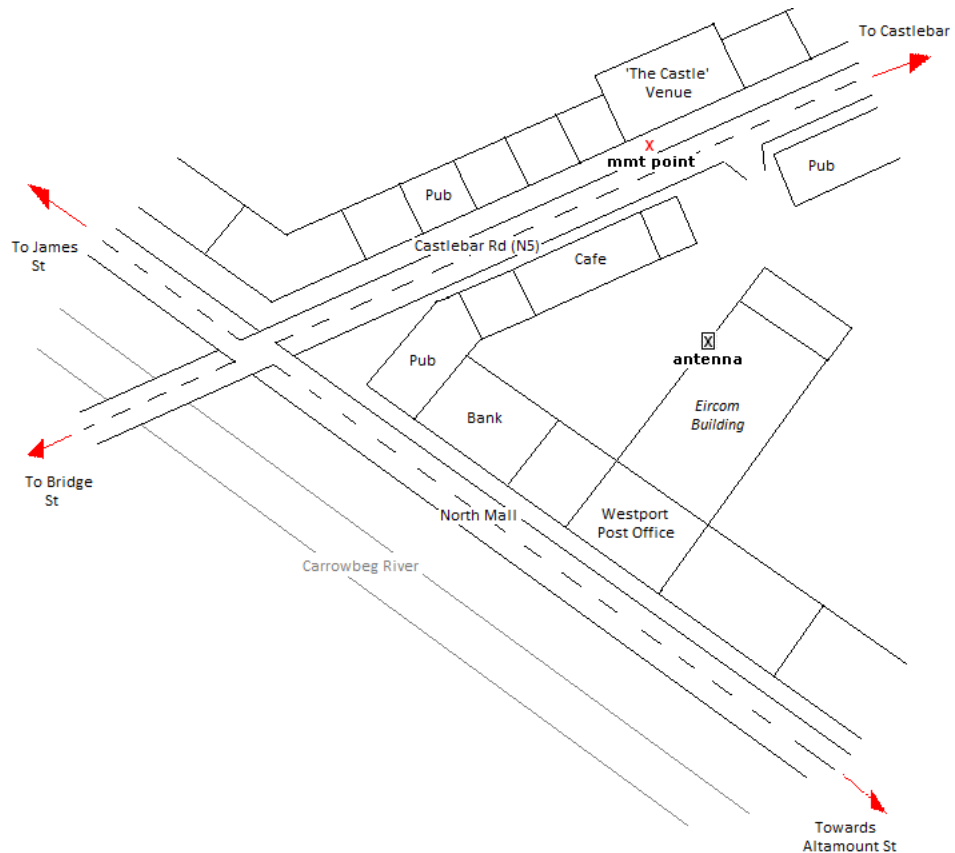 To Castlebar
'The Castle'
Venue
X
mmt point
Pub
Pub
To James
St
Castlebar Rd (N5)
Cafe
X
antenna
Pub
Eircom
Building
Bank
To Bridge
St
North Mall
Westport
Post Office
Carrowbeg River
Towards
Altamount St